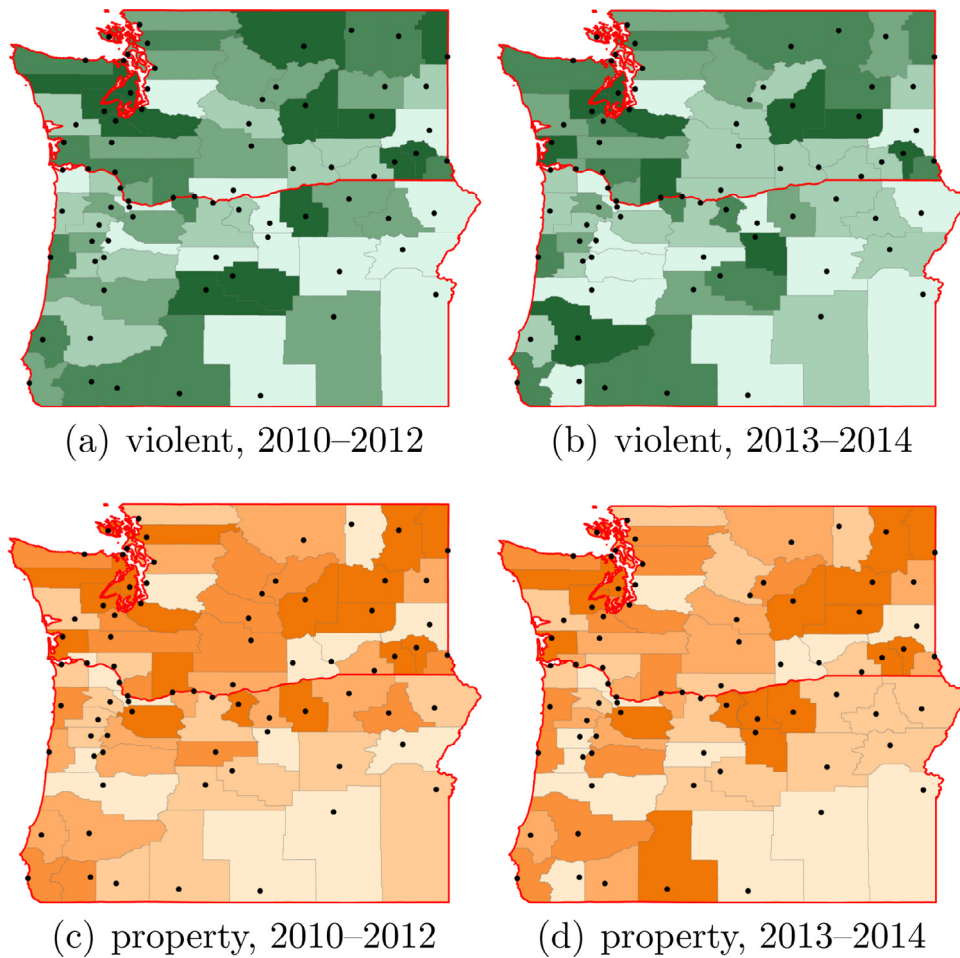 (a) violent, 2010–2012
(b) violent, 2013–2014
(c) property, 2010–2012
(d) property, 2013–2014